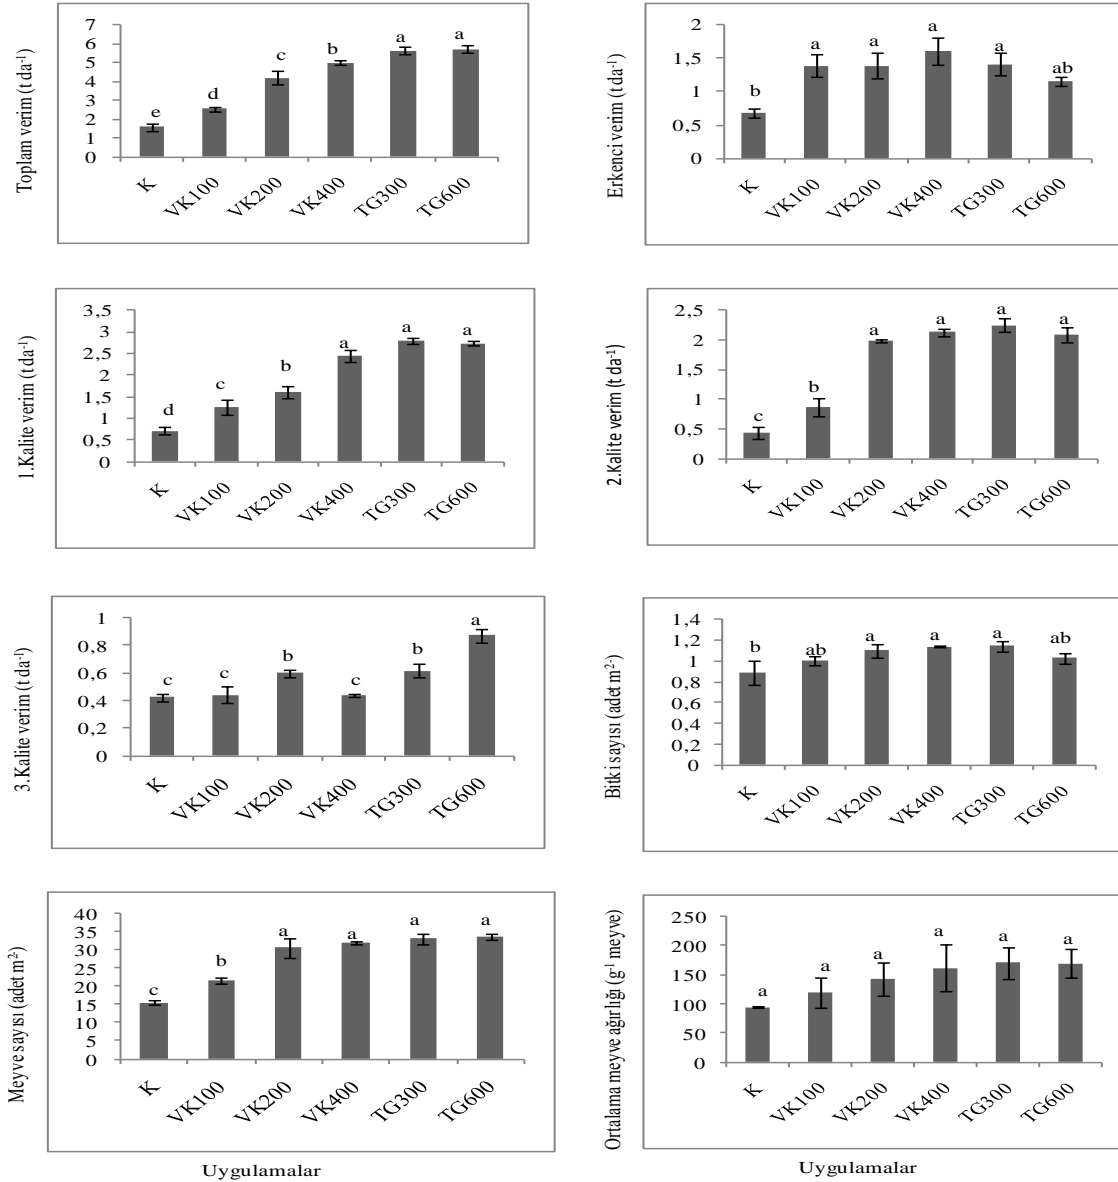 Toplam verim (t da-1)
7
6
5
4
3
2
1
0
e
d
c
b
a
a
K
VK100
VK200
VK400
TG300
TG600
Erkenci verim (t da-1)
2
1,5
1
0,5
0
b
a
a
a
a
ab
K
VK100
VK200
VK400
TG300
TG600
1.Kalite verim (t da-1)
3,5
3
2,5
2
1,5
1
0,5
0
d
c
b
a
a
a
K
VK100
VK200
VK400
TG300
TG600
2.Kalite verim (t da-1)
2,5
2
1,5
1
0,5
0
c
b
a
a
a
a
K
VK100
VK200
VK400
TG300
TG600
3.Kalite verim (t da-1)
1
0,8
0,6
0,4
0,2
0
c
c
b
c
b
a
K
VK100
VK200
VK400
TG300
TG600
Bitki sayısı (adet m2-)
1,4
1,2
1
0,8
0,6
0,4
0,2
0
b
ab
a
a
a
ab
K
VK100
VK200
VK400
TG300
TG600
Meyve sayısı (adet m-2)
40
35
30
25
20
15
10
5
0
c
b
a
a
a
a
K
VK100
VK200
VK400
TG300
TG600
Uygulamalar
Ortalama meyve ağırlığı (g-1 meyve)
250
200
150
100
50
0
a
a
a
a
a
a
K
VK100
VK200
VK400
TG300
TG600
Uygulamalar